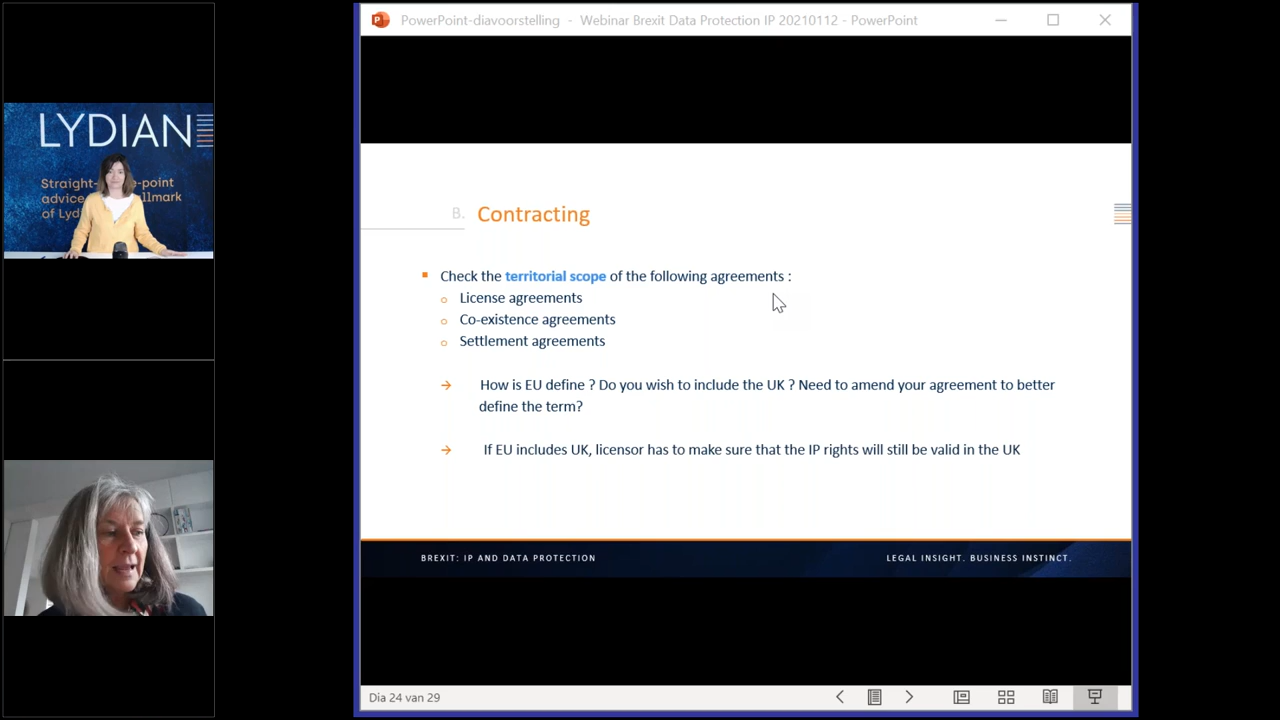 PowerPoint-diavoorstelling - Webinar Brexit Data Protection IP 20210112 - PowerPoint
LYDIAN
Straight- e-point
advice llmark
of Lyd
B. Contracting
Check the territorial scope of the following agreements :
License agreements
Co-existence agreements
Settlement agreements
How is EU define ? Do you wish to include the UK ? Need to amend your agreement to better
define the term?
If EU includes UK, licensor has to make sure that the IP rights will still be valid in the UK
BREXIT: IP AND DATA PROTECTION
LEGAL INSIGHT. BUSINESS INSTINCT.
Dia 24 van 29